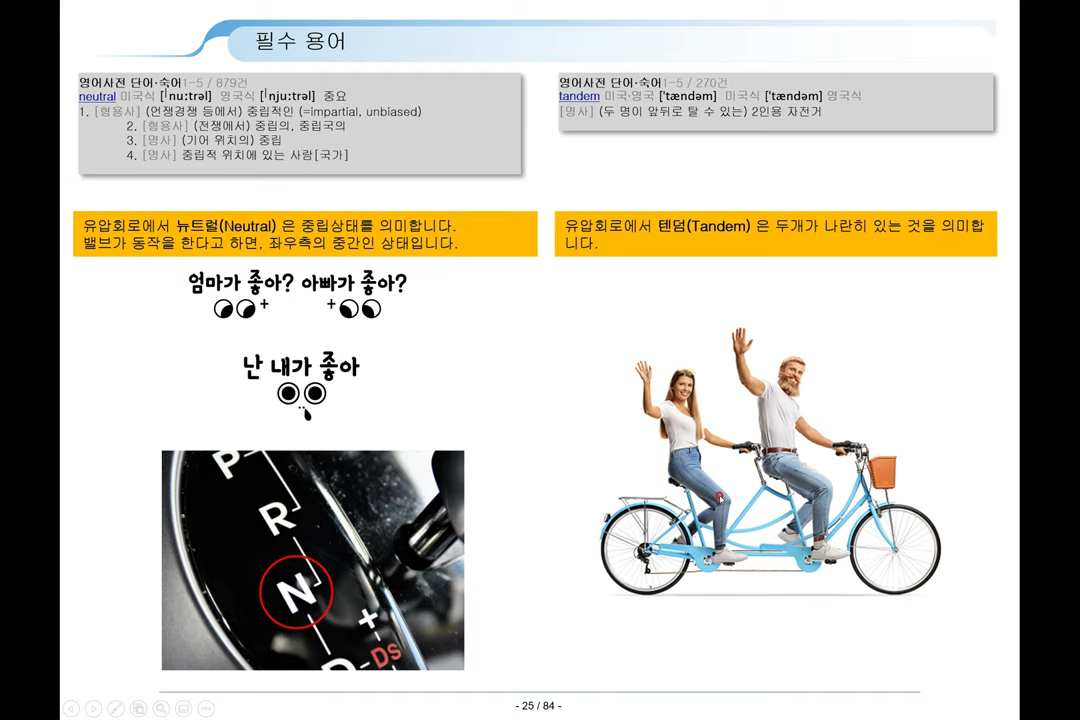 필수 용어
영어사전 단어·숙어1-5 / 879건
neutral 미국식 [|nu:trəl] 영국식 [|nju:trəl] 중요
1. [형용사] (언쟁경쟁 등에서) 중립적인 (=impartial, unbiased)
2. [형용사] (전쟁에서) 중립의, 중립국의
3. [명사] (기어 위치의) 중립
4. [명사] 중립적 위치에 있는 사람[국가]
영어사전 단어·숙어1-5 / 270건
tandem 미국·영국 ['tændəm] 미국식 ['tændəm] 영국식
[명사] (두 명이 앞뒤로 탈 수 있는) 2인용 자전거
유압회로에서 뉴트럴(Neutral) 은 중립상태를 의미합니다.
밸브가 동작을 한다고 하면, 좌우측의 중간인 상태입니다.
유압회로에서 텐덤(Tandem) 은 두개가 나란히 있는 것을 의미합
니다.
엄마가 좋아? 아빠가 좋아?
난 내가 좋아
P
R
N
+
D
Ds
- 25 / 84 -